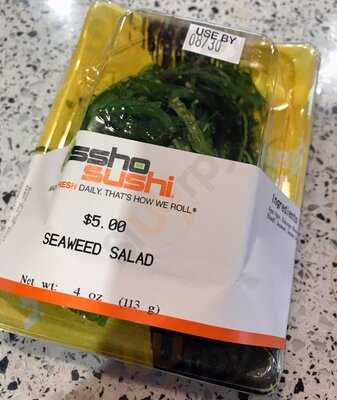 USE BY
08/30
ssho
sushi
FRESH DAILY. THAT'S HOW WE ROLL®
$5.00
SEAWEED SALAD
Net wt: 4 oz (113 g)
Ingredients